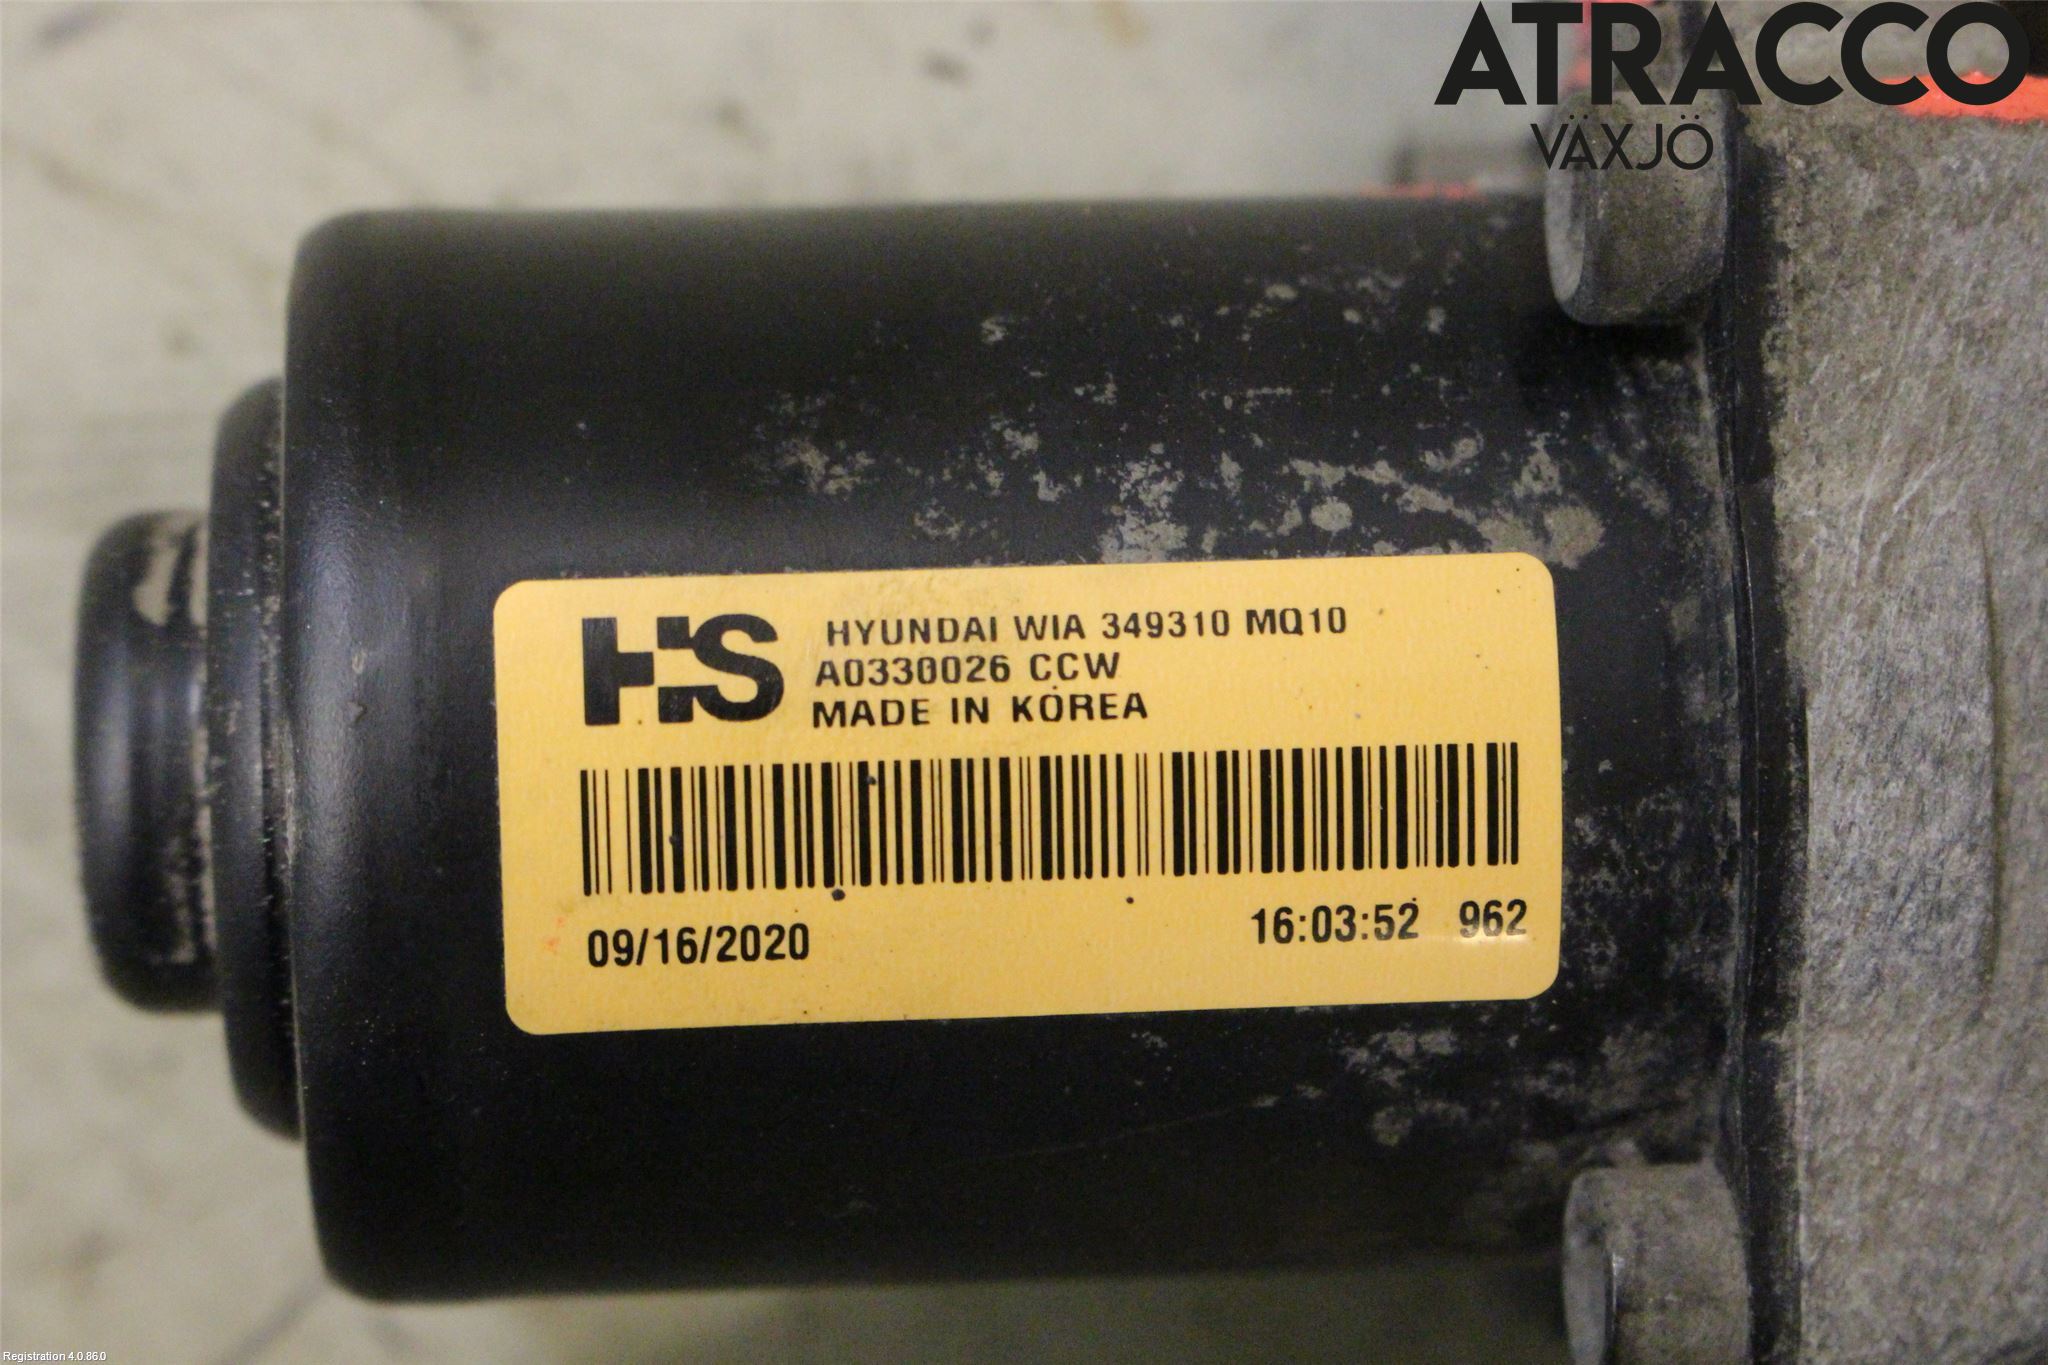 ATRACCO
VÄXJÖ
HS
HYUNDAI WIA 349310 MQ10
A0330026 CCW
MADE IN KOREA
09/16/2020 16:03:52 962
Registration 4.0.86.0